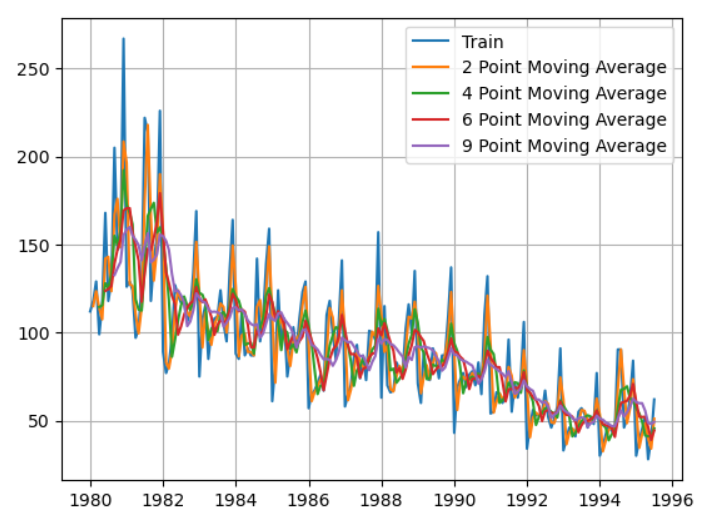 Train
2 Point Moving Average
4 Point Moving Average
6 Point Moving Average
9 Point Moving Average
250
200
150
100
50
1980 1982 1984 1986 1988 1990 1992 1994 1996